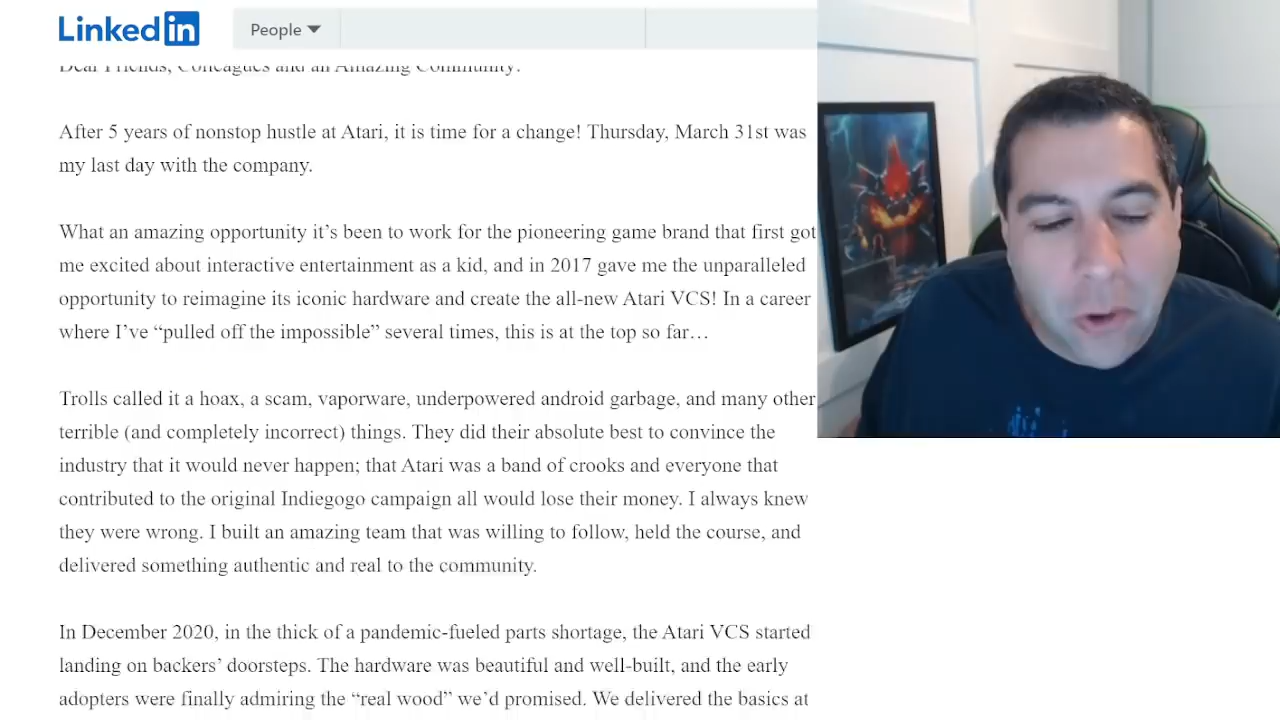 LinkedIn
People
Dear Friends, Colleagues and an Amazing Community.
After 5 years of nonstop hustle at Atari, it is time for a change! Thursday, March 31st was
my last day with the company.
What an amazing opportunity it’s been to work for the pioneering game brand that first got
me excited about interactive entertainment as a kid, and in 2017 gave me the unparalleled
opportunity to reimagine its iconic hardware and create the all-new Atari VCS! In a career
where I’ve “pulled off the impossible” several times, this is at the top so far…
Trolls called it a hoax, a scam, vaporware, underpowered android garbage, and many other
terrible (and completely incorrect) things. They did their absolute best to convince the
industry that it would never happen; that Atari was a band of crooks and everyone that
contributed to the original Indiegogo campaign all would lose their money. I always knew
they were wrong. I built an amazing team that was willing to follow, held the course, and
delivered something authentic and real to the community.
In December 2020, in the thick of a pandemic-fueled parts shortage, the Atari VCS started
landing on backers’ doorsteps. The hardware was beautiful and well-built, and the early
adopters were finally admiring the “real wood” we’d promised. We delivered the basics at